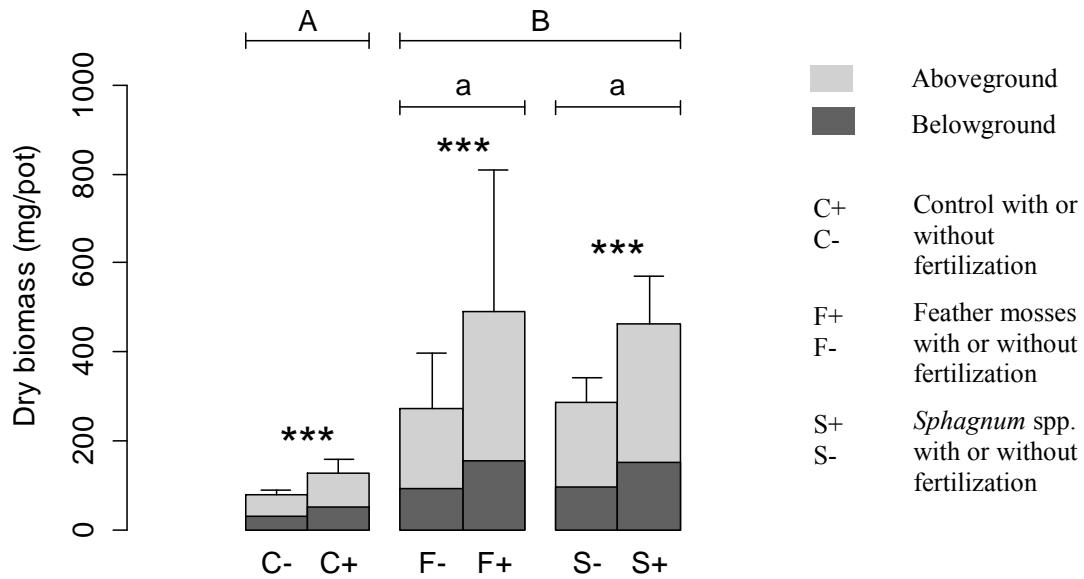 A
B
a
a
***
***
***
Dry biomass (mg/pot)
1000
800
600
400
200
0
C- C+ F- F+ S- S+
Aboveground
Belowground
C+ Control with or
C- without
fertilization
F+ Feather mosses
F- with or without
fertilization
S+ Sphagnum spp.
S- with or without
fertilization